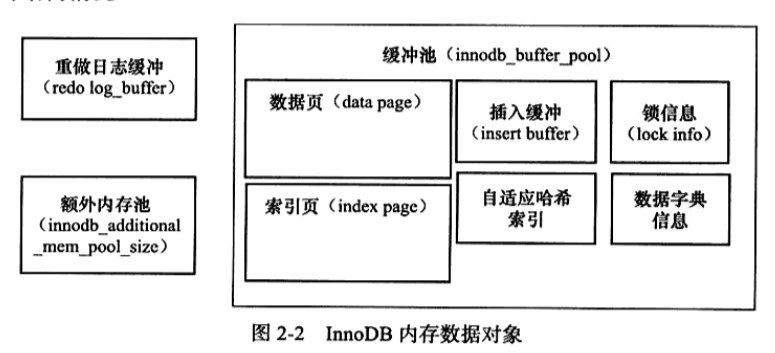 重做日志缓冲
（redo log_buffer）
额外内存池
（innodb_additional
_mem_pool_size）
缓冲池（innodb_buffer_pool）
数据页（data page）
插入缓冲
（insert buffer）
锁信息
（lock info）
索引页（index page）
自适应哈希
索引
数据字典
信息
图 2-2 InnoDB 内存数据对象